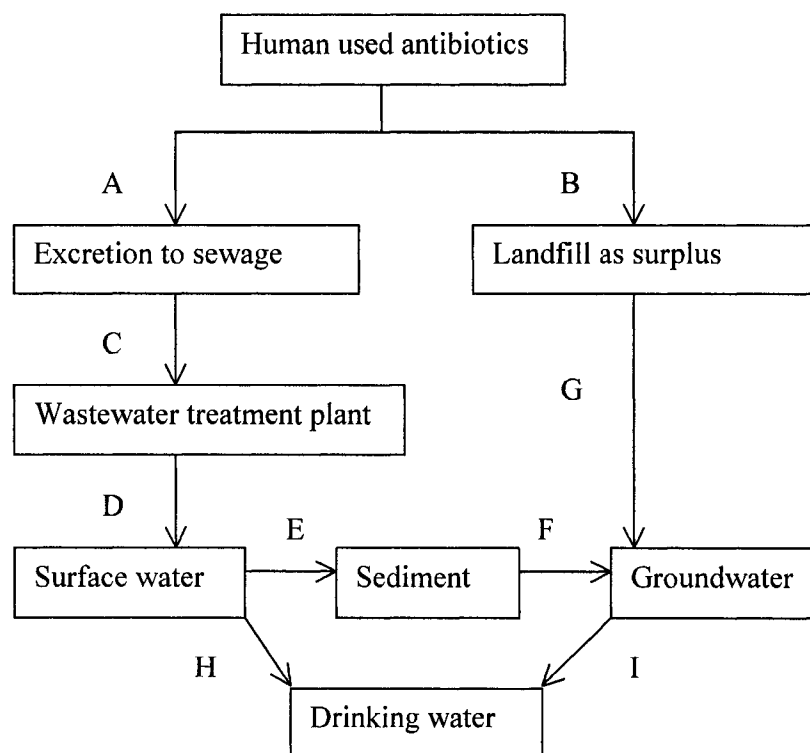 Human used antibiotics
A
B
Excretion to sewage
Landfill as surplus
C
G
Wastewater treatment plant
D
E
F
Surface water
Sediment
Groundwater
H
I
Drinking water